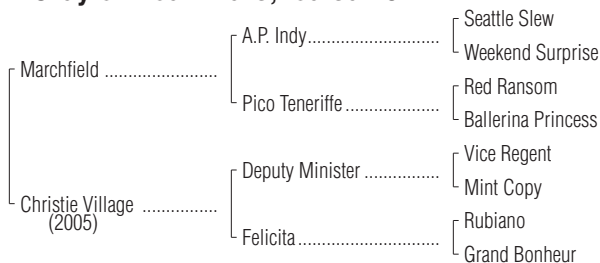 Marchfield ......................
A.P. Indy..........................
Seattle Slew
Weekend Surprise
Pico Teneriffe...................
Red Ransom
Ballerina Princess
Christie Village ...............
(2005)
Deputy Minister ...............
Vice Regent
Mint Copy
Felicita............................
Rubiano
Grand Bonheur